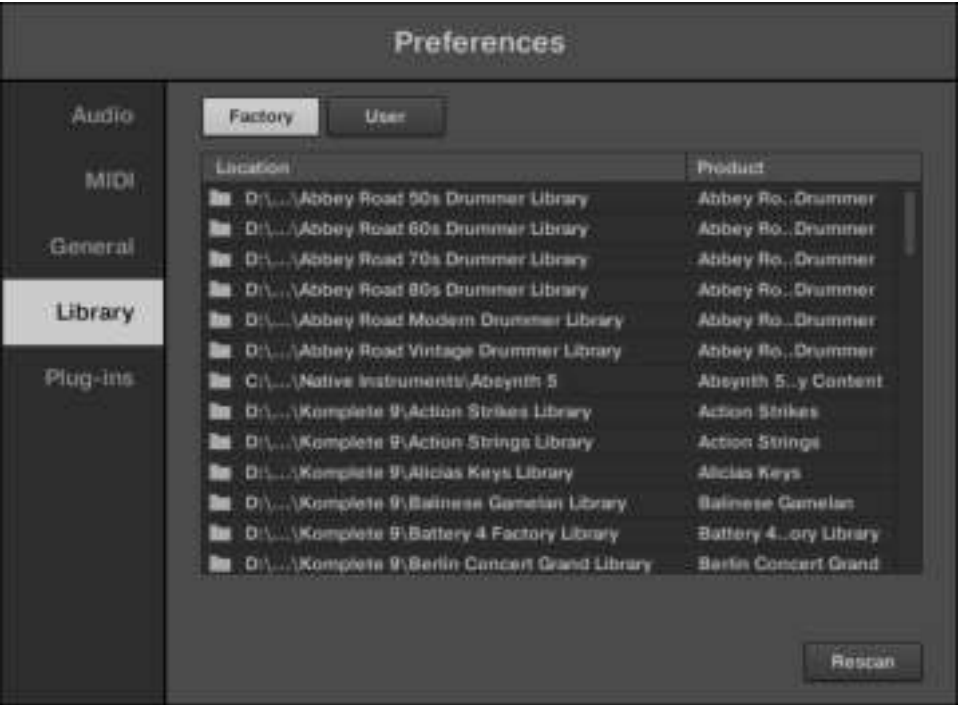 Preferences
Audio
MIDI
General
Library
Plug-ins
Factory User
Location Product
D:\...\Abbey Road 50s Drummer Library Abbey Ro...Drummer
D:\...\Abbey Road 60s Drummer Library Abbey Ro...Drummer
D:\...\Abbey Road 70s Drummer Library Abbey Ro...Drummer
D:\...\Abbey Road 80s Drummer Library Abbey Ro...Drummer
D:\...\Abbey Road Modern Drummer Library Abbey Ro...Drummer
D:\...\Abbey Road Vintage Drummer Library Abbey Ro...Drummer
C:\...\Native Instruments\Absynth 5 Absynth 5...y Content
D:\...\Komplete 9\Action Strikes Library Action Strikes
D:\...\Komplete 9\Action Strings Library Action Strings
D:\...\Komplete 9\Alicias Keys Library Alicias Keys
D:\...\Komplete 9\Balinese Gamelan Library Balinese Gamelan
D:\...\Komplete 9\Battery 4 Factory Library Battery 4...ory Library
D:\...\Komplete 9\Berlin Concert Grand Library Berlin Concert Grand
Rescan